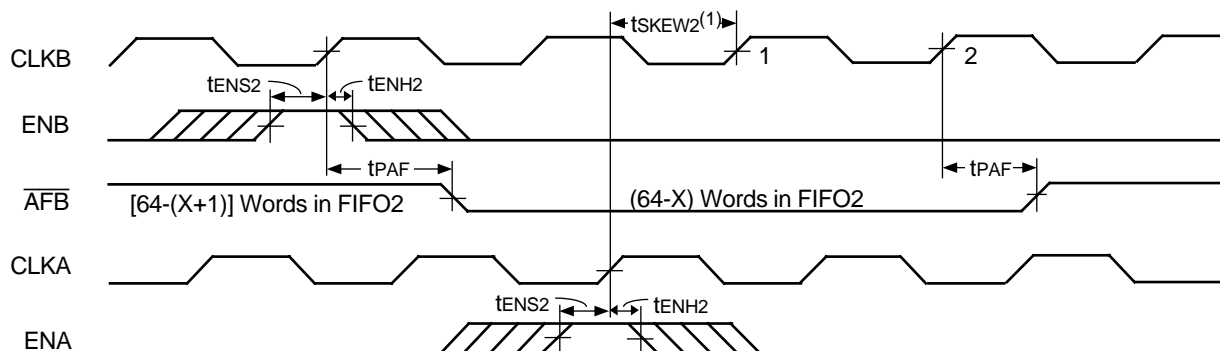 tSKEW2(1)
CLKB
1
2
tENS2
tENH2
ENB
tPAF
tPAF
AFB
[64-(X+1)] Words in FIFO2
(64-X) Words in FIFO2
CLKA
tENS2
tENH2
ENA